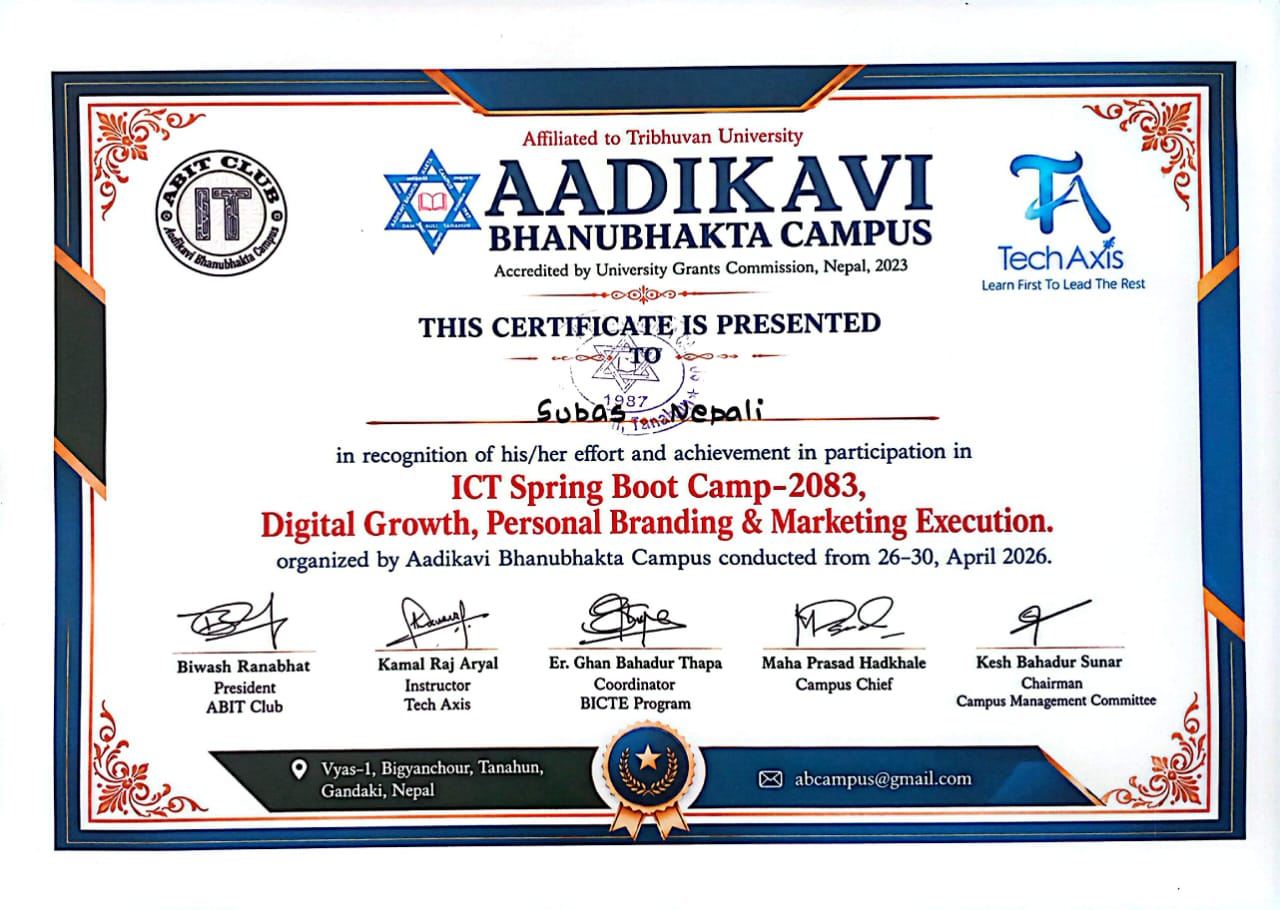 Affiliated to Tribhuvan University
ABIT CLUB
IT
Aadikavi Bhanubhakta Campus
AADIKAVI
BHANUBHAKTA CAMPUS
Accredited by University Grants Commission, Nepal, 2023
TA
TechAxis
Learn First To Lead The Rest
THIS CERTIFICATE IS PRESENTED
TO
1987
Subas Nepali
in recognition of his/her effort and achievement in participation in
ICT Spring Boot Camp-2083,
Digital Growth, Personal Branding & Marketing Execution.
organized by Aadikavi Bhanubhakta Campus conducted from 26-30, April 2026.
Biwash Ranabhat
President
ABIT Club
Kamal Raj Aryal
Instructor
Tech Axis
Er. Ghan Bahadur Thapa
Coordinator
BICTE Program
Maha Prasad Hadkhale
Campus Chief
Kesh Bahadur Sunar
Chairman
Campus Management Committee
Vyas-1, Bigyanchour, Tanahun,
Gandaki, Nepal
abcampus@gmail.com